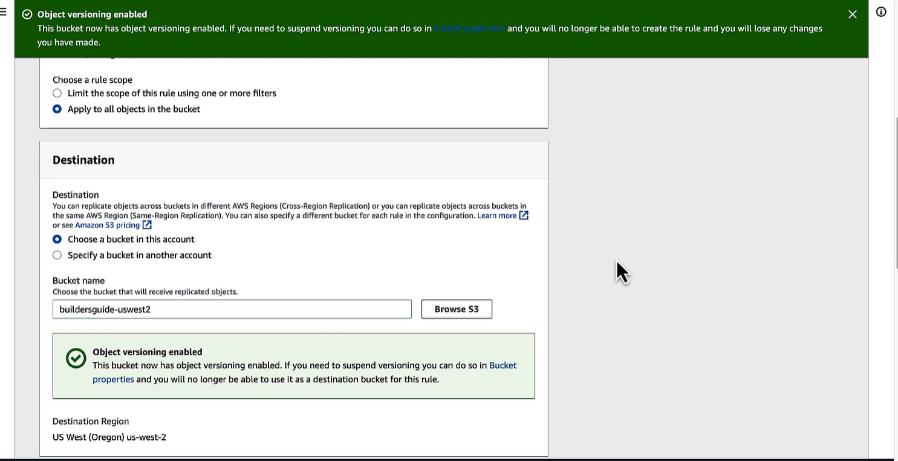 Object versioning enabled
This bucket now has object versioning enabled. If you need to suspend versioning you can do so in bucket properties and you will no longer be able to create the rule and you will lose any changes
you have made.
Choose a rule scope
Limit the scope of this rule using one or more filters
Apply to all objects in the bucket
Destination
Destination
You can replicate objects across buckets in different AWS Regions (Cross-Region Replication) or you can replicate objects across buckets in
the same AWS Region (Same-Region Replication). You can also specify a different bucket for each rule in the configuration. Learn more
or see Amazon S3 pricing
Choose a bucket in this account
Specify a bucket in another account
Bucket name
Choose the bucket that will receive replicated objects.
buildersguide-uswest2
Browse S3
Object versioning enabled
This bucket now has object versioning enabled. If you need to suspend versioning you can do so in Bucket
properties and you will no longer be able to use it as a destination bucket for this rule.
Destination Region
US West (Oregon) us-west-2